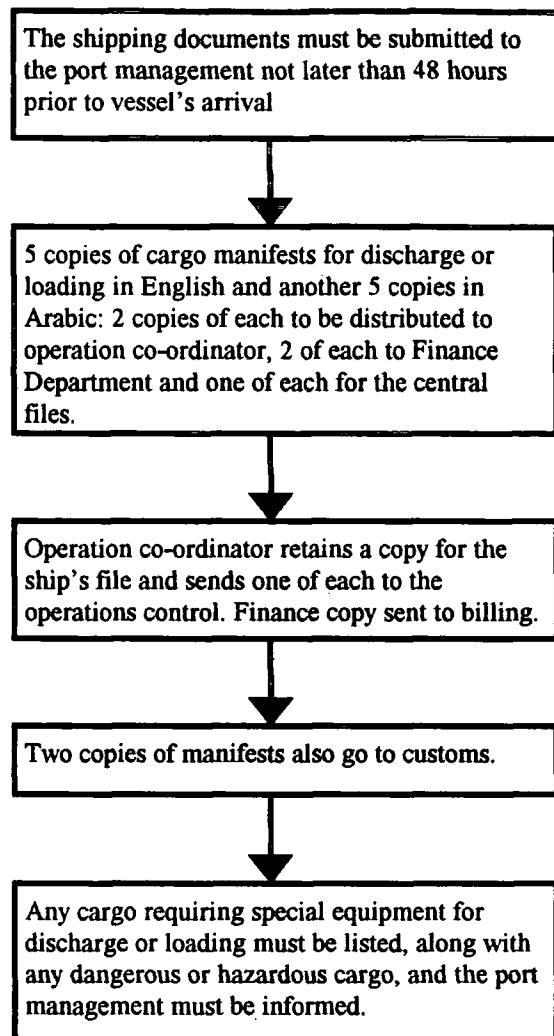 The shipping documents must be submitted to
the port management not later than 48 hours
prior to vessel's arrival
5 copies of cargo manifests for discharge or
loading in English and another 5 copies in
Arabic: 2 copies of each to be distributed to
operation co-ordinator, 2 of each to Finance
Department and one of each for the central
files.
Operation co-ordinator retains a copy for the
ship's file and sends one of each to the
operations control. Finance copy sent to billing.
Two copies of manifests also go to customs.
Any cargo requiring special equipment for
discharge or loading must be listed, along with
any dangerous or hazardous cargo, and the port
management must be informed.